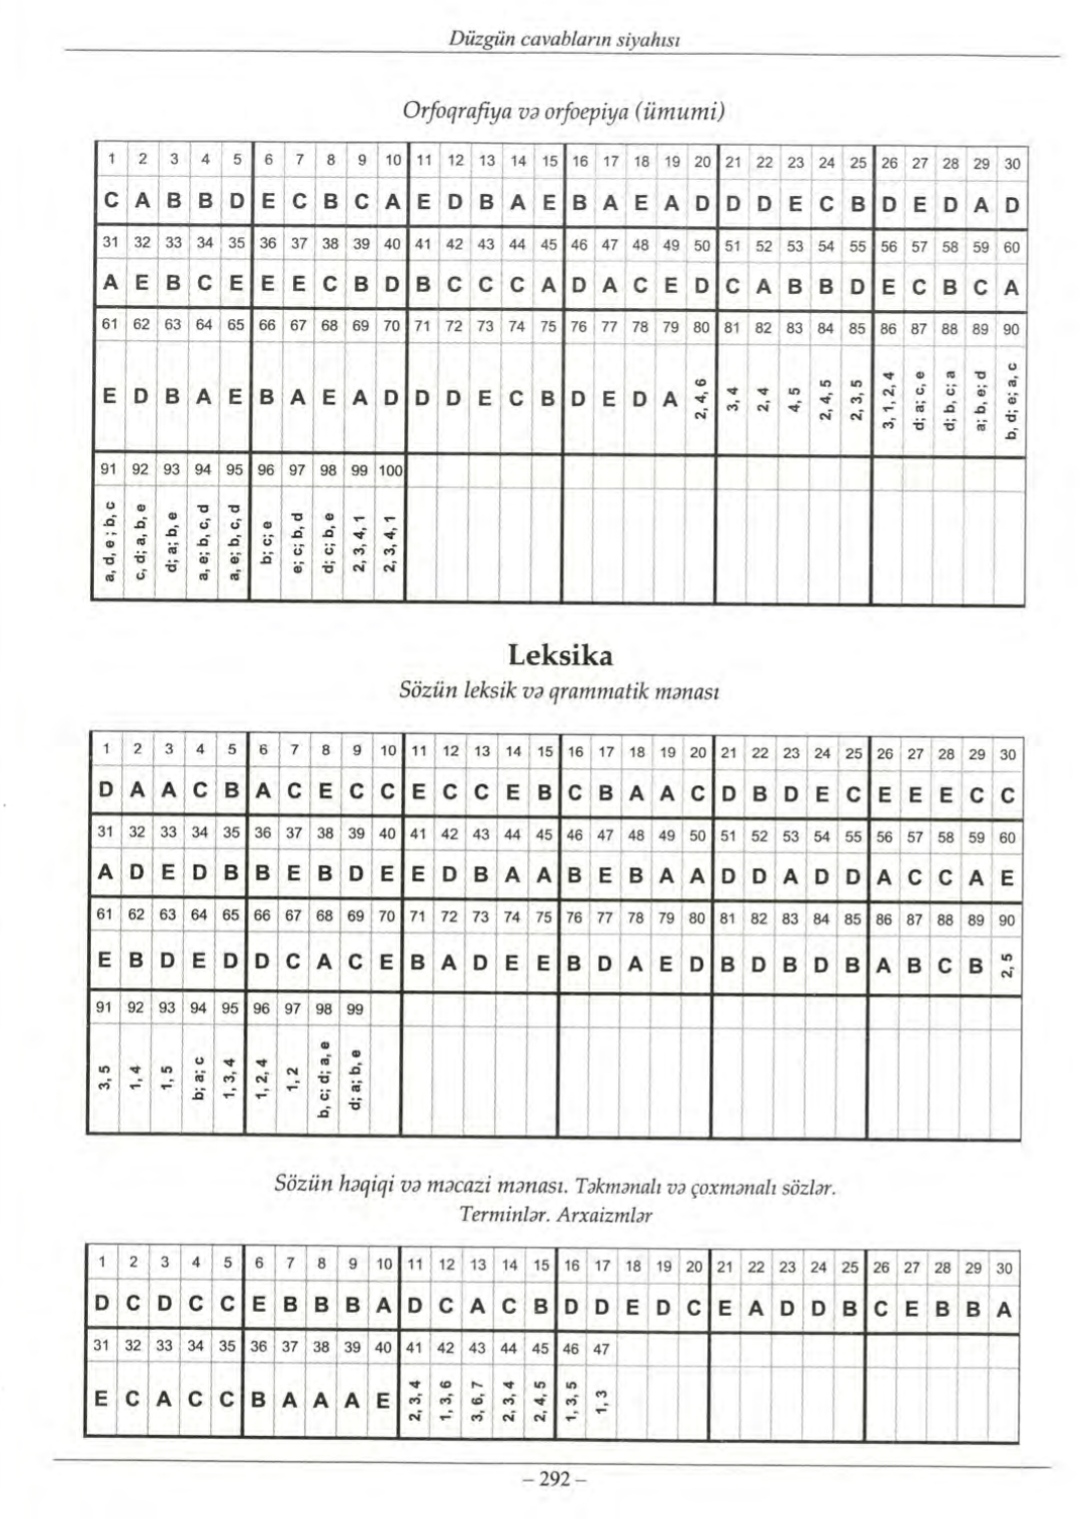 Düzgün cavabların siyahısı
Orfoqrafiya və orfoepiya (ümumi)
1 2 3 4 5 6 7 8 9 10 11 12 13 14 15 16 17 18 19 20 21 22 23 24 25 26 27 28 29 30
C A B B D E C B C A E D B A E B A E A D D D E C B D E D A D
31 32 33 34 35 36 37 38 39 40 41 42 43 44 45 46 47 48 49 50 51 52 53 54 55 56 57 58 59 60
A E B C E E E C B D B C C C A D A C E D C A B B D E C B C A
61 62 63 64 65 66 67 68 69 70 71 72 73 74 75 76 77 78 79 80 81 82 83 84 85 86 87 88 89 90
E D B A E B A E A D D D E C B D E D A 2, 4, 6 3, 4 2, 4 4, 5 2, 4, 5 2, 3, 5 3, 1, 2, 4 d; a; c, e d; b, c; a a; b, e; d b, d; e; a, c
91 92 93 94 95 96 97 98 99 100
a, d, e ; b, c c, d; a, b, e d; a; b, e a, e; b, c, d a, e; b, c, d b; c; e e; c; b, d d; c; b, e 2, 3, 4, 1 2, 3, 4, 1
Leksika
Sözün leksik və qrammatik mənası
1 2 3 4 5 6 7 8 9 10 11 12 13 14 15 16 17 18 19 20 21 22 23 24 25 26 27 28 29 30
D A A C B A C E C C E C C E B C B A A C D B D E C E E E C C
31 32 33 34 35 36 37 38 39 40 41 42 43 44 45 46 47 48 49 50 51 52 53 54 55 56 57 58 59 60
A D E D B B E B D E E D B A A B E B A A D D A D D A C C A E
61 62 63 64 65 66 67 68 69 70 71 72 73 74 75 76 77 78 79 80 81 82 83 84 85 86 87 88 89 90
E B D E D D C A C E B A D E E B D A E D B D B D B A B C B 2, 5
91 92 93 94 95 96 97 98 99
3, 5 1, 4 1, 5 b; a; c 1, 3, 4 1, 2, 4 1, 2 b, c; d; a, e d; a; b, e
Sözün həqiqi və məcazi mənası. Təkmənalı və çoxmənalı sözlər.
Terminlər. Arxaizmlər
1 2 3 4 5 6 7 8 9 10 11 12 13 14 15 16 17 18 19 20 21 22 23 24 25 26 27 28 29 30
D C D C C E B B B A D C A C B D D E D C E A D D B C E B B A
31 32 33 34 35 36 37 38 39 40 41 42 43 44 45 46 47
E C A C C B A A A E 2, 3, 4 1, 3, 6 3, 6, 7 2, 3, 4 2, 4, 5 1, 3, 5 1, 3
– 292 –